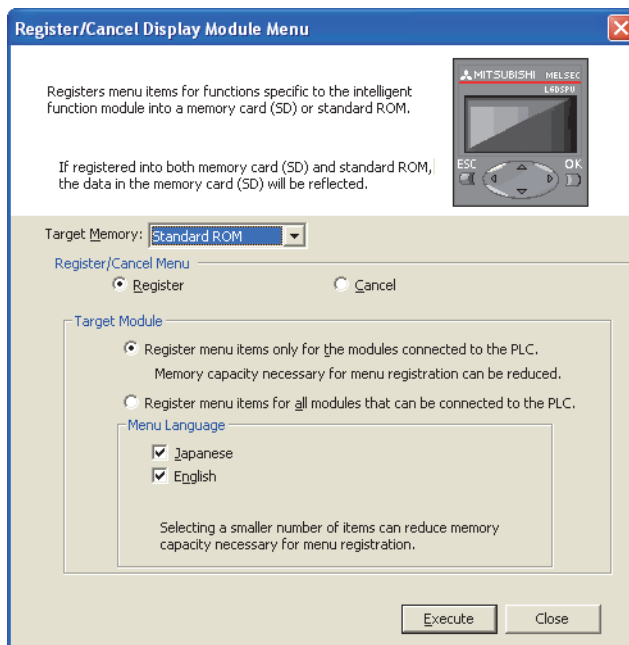 Register/Cancel Display Module Menu
Registers menu items for functions specific to the intelligent
function module into a memory card (SD) or standard ROM.
If registered into both memory card (SD) and standard ROM,
the data in the memory card (SD) will be reflected.
MITSUBISHI MELSEC
L6DSPU
ESC
OK
Target Memory: Standard ROM
Register/Cancel Menu
Register
Cancel
Target Module
Register menu items only for the modules connected to the PLC.
Memory capacity necessary for menu registration can be reduced.
Register menu items for all modules that can be connected to the PLC.
Menu Language
Japanese
English
Selecting a smaller number of items can reduce memory
capacity necessary for menu registration.
Execute
Close